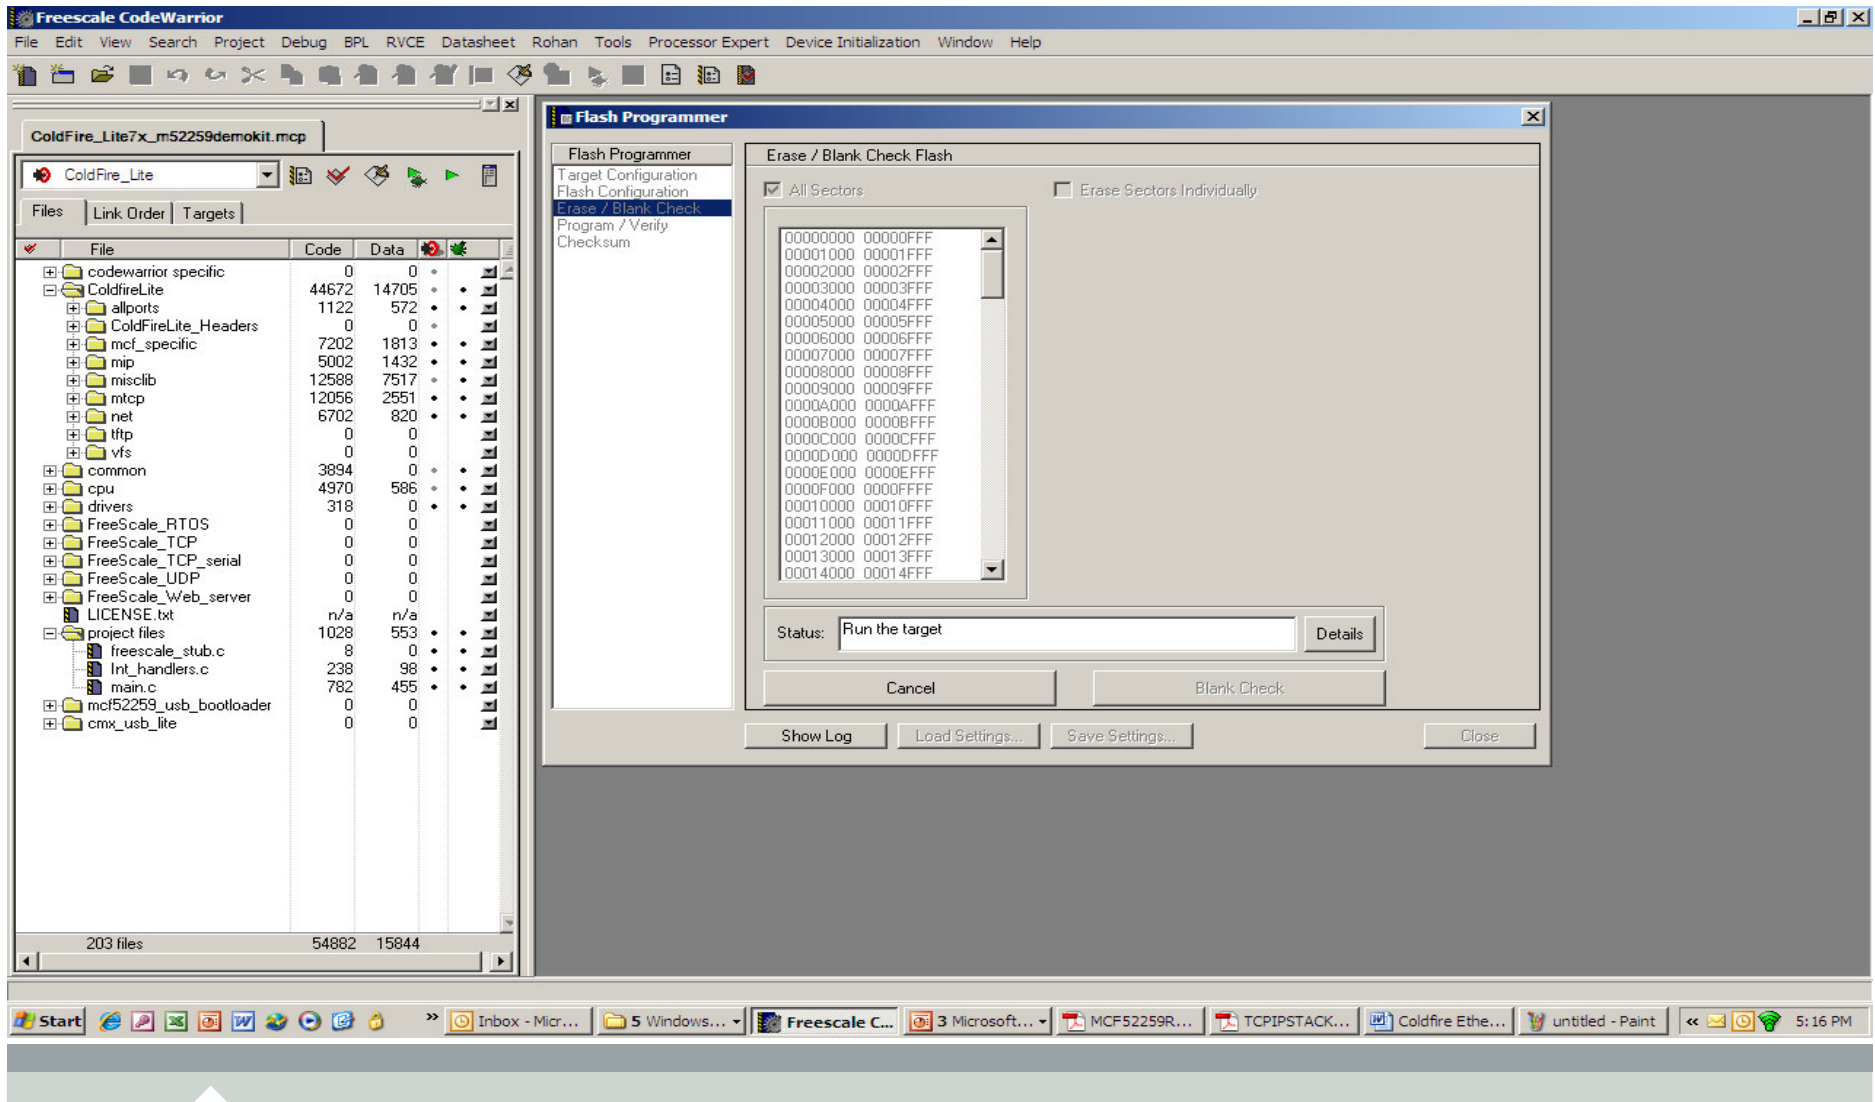 Freescale CodeWarrior
File Edit View Search Project Debug BPL RVCE Datasheet Rohan Tools Processor Expert Device Initialization Window Help
ColdFire_Lite7x_m52259demokit.mcp
ColdFire_Lite
Files Link Order Targets
File Code Data
codewarrior specific 0 0
ColdfireLite 44672 14705
allports 1122 572
ColdFireLite_Headers 0 0
mcf_specific 7202 1813
mip 5002 1432
misclib 12588 7517
mtcp 12056 2551
net 6702 820
tftp 0 0
vfs 0 0
common 3894 0
cpu 4970 586
drivers 318 0
FreeScale_RTOS 0 0
FreeScale_TCP 0 0
FreeScale_TCP_serial 0 0
FreeScale_UDP 0 0
FreeScale_Web_server 0 0
LICENSE.txt n/a n/a
project files 1028 553
freescale_stub.c 8 0
Int_handlers.c 238 98
main.c 782 455
mcf52259_usb_bootloader 0 0
cmx_usb_lite 0 0
203 files 54882 15844
Flash Programmer
Flash Programmer
Target Configuration
Flash Configuration
Erase / Blank Check
Program / Verify
Checksum
Erase / Blank Check Flash
All Sectors Erase Sectors Individually
00000000 00000FFF
00001000 00001FFF
00002000 00002FFF
00003000 00003FFF
00004000 00004FFF
00005000 00005FFF
00006000 00006FFF
00007000 00007FFF
00008000 00008FFF
00009000 00009FFF
0000A000 0000AFFF
0000B000 0000BFFF
0000C000 0000CFFF
0000D000 0000DFFF
0000E000 0000EFFF
0000F000 0000FFFF
00010000 00010FFF
00011000 00011FFF
00012000 00012FFF
00013000 00013FFF
00014000 00014FFF
Status: Run the target Details
Cancel Blank Check
Show Log Load Settings... Save Settings... Close
Start Inbox - Micr... 5 Windows... Freescale C... 3 Microsoft... MCF52259R... TCPIPSTACK... Coldfire Ethe... untitled - Paint 5:16 PM